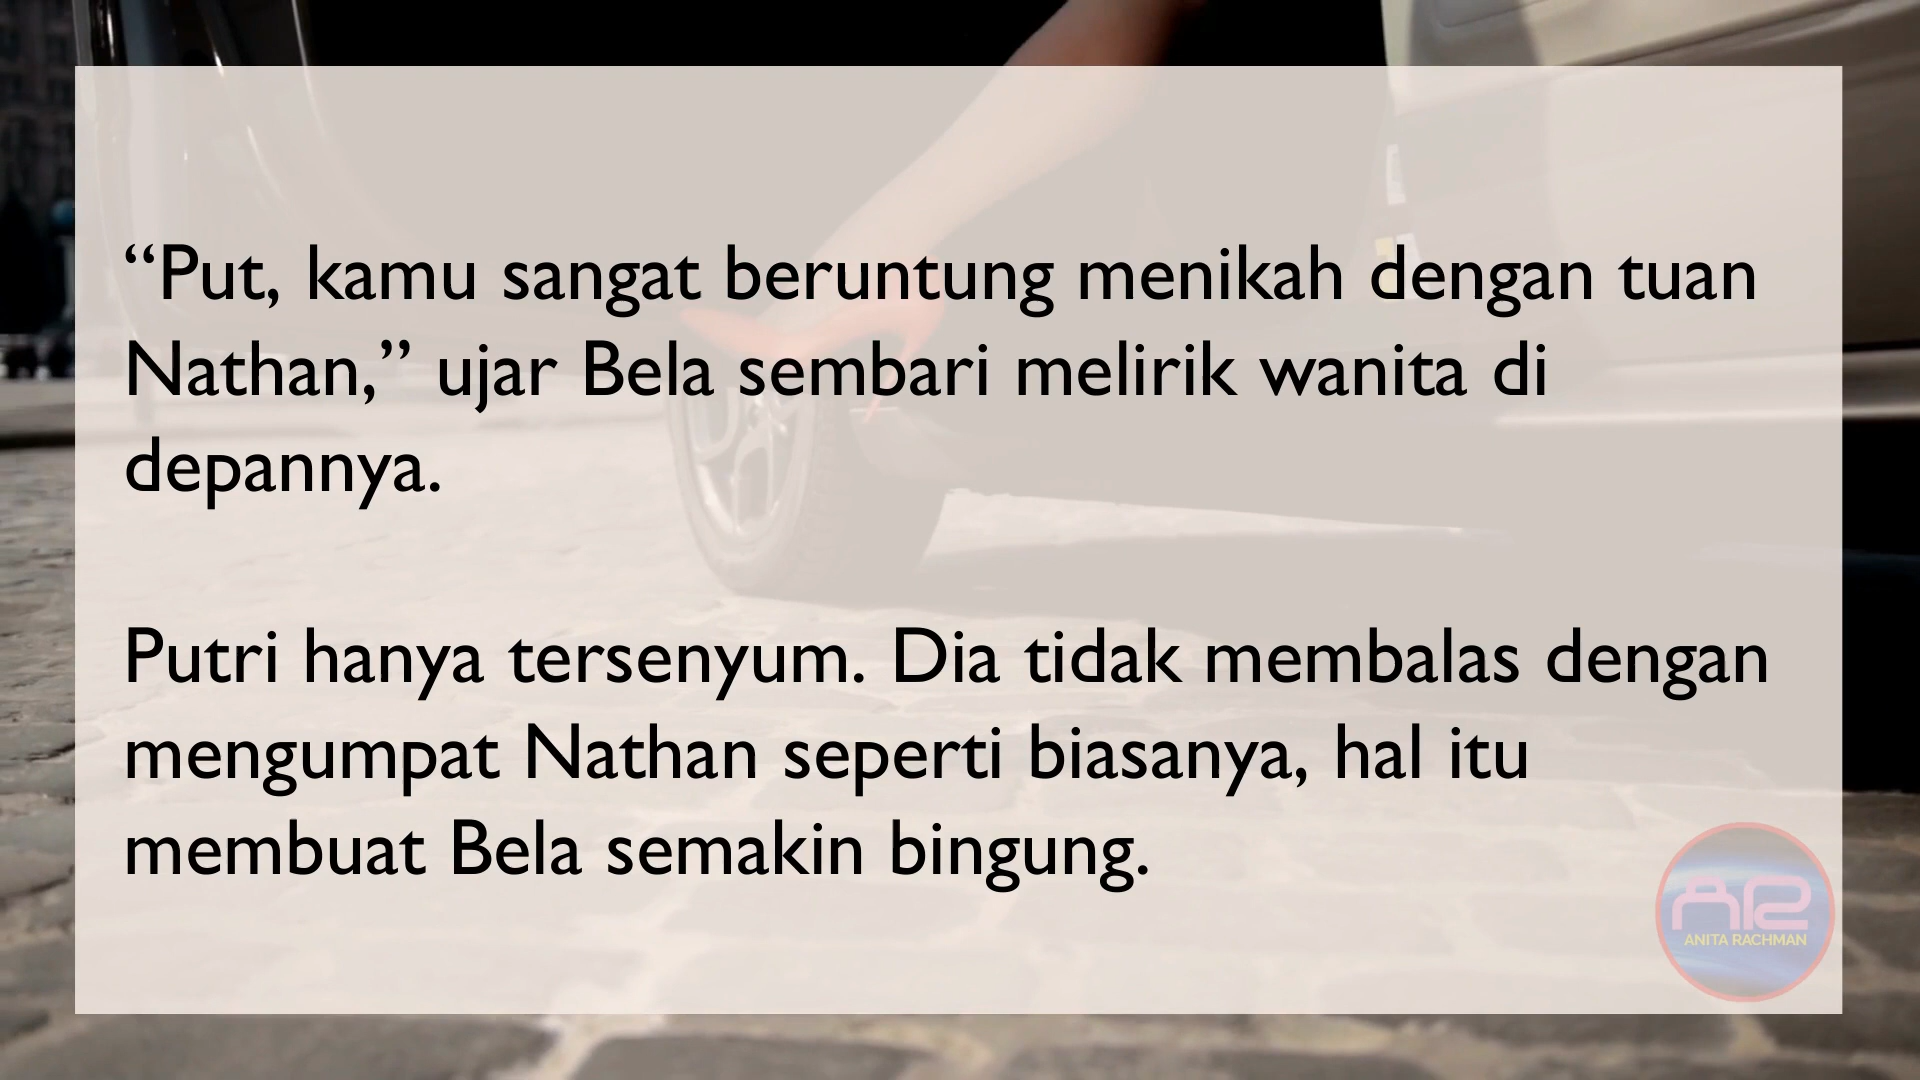 “Put, kamu sangat beruntung menikah dengan tuan
Nathan,” ujar Bela sembari melirik wanita di
depannya.
Putri hanya tersenyum. Dia tidak membalas dengan
mengumpat Nathan seperti biasanya, hal itu
membuat Bela semakin bingung.
AR
ANITA RACHMAN